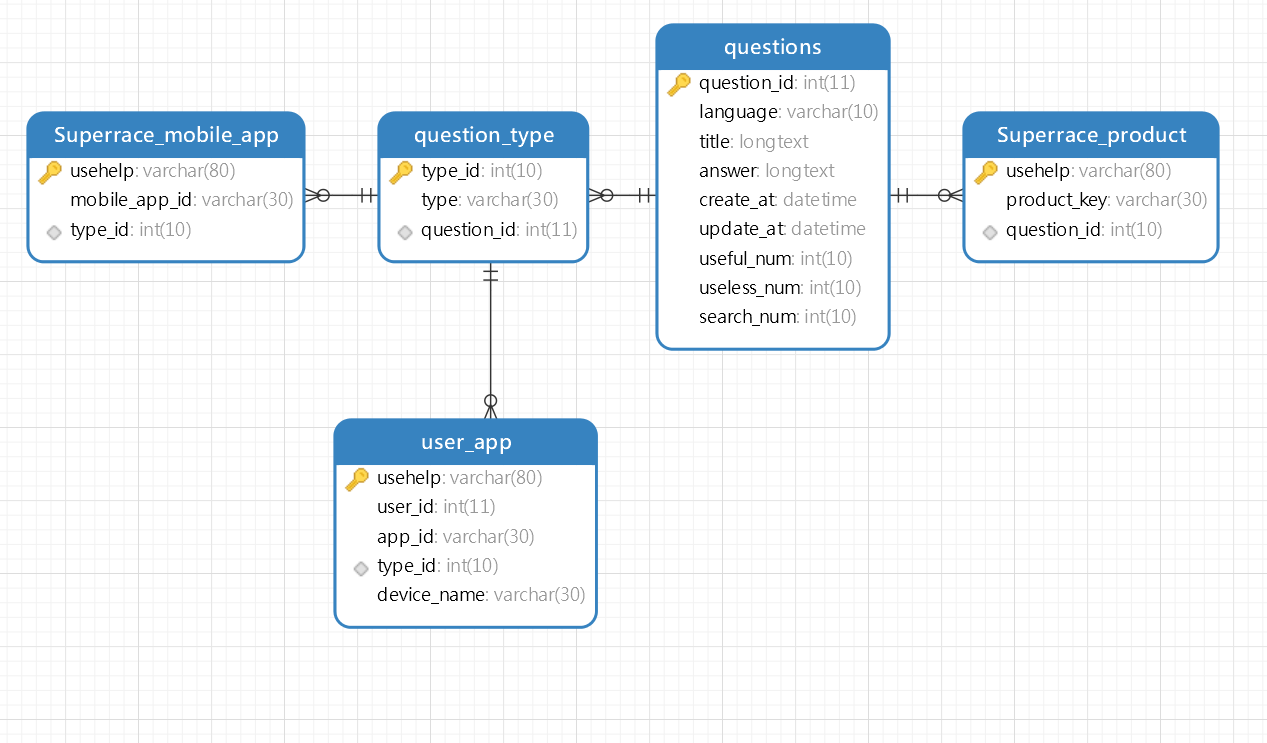 questions
question_id: int(11)
language: varchar(10)
title: longtext
answer: longtext
create_at: datetime
update_at: datetime
useful_num: int(10)
useless_num: int(10)
search_num: int(10)
Superrace_mobile_app
usehelp: varchar(80)
mobile_app_id: varchar(30)
type_id: int(10)
question_type
type_id: int(10)
type: varchar(30)
question_id: int(11)
Superrace_product
usehelp: varchar(80)
product_key: varchar(30)
question_id: int(10)
user_app
usehelp: varchar(80)
user_id: int(11)
app_id: varchar(30)
type_id: int(10)
device_name: varchar(30)